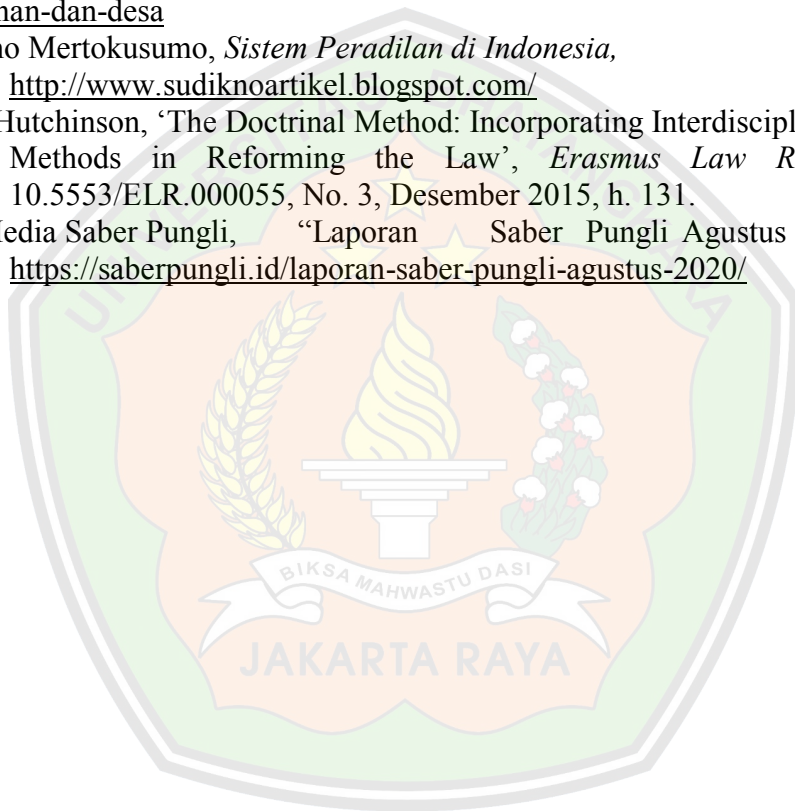 han-dan-desa
no Mertokusumo, Sistem Peradilan di Indonesia,
http://www.sudiknoartikel.blogspot.com/
Hutchinson, ‘The Doctrinal Method: Incorporating Interdiscipl
Methods in Reforming the Law’, Erasmus Law R
10.5553/ELR.000055, No. 3, Desember 2015, h. 131.
Media Saber Pungli, “Laporan Saber Pungli Agustus
https://saberpungli.id/laporan-saber-pungli-agustus-2020/
UNIVERSITAS BHAYANGKARA
BIKSA MAHWASTU DASI
JAKARTA RAYA